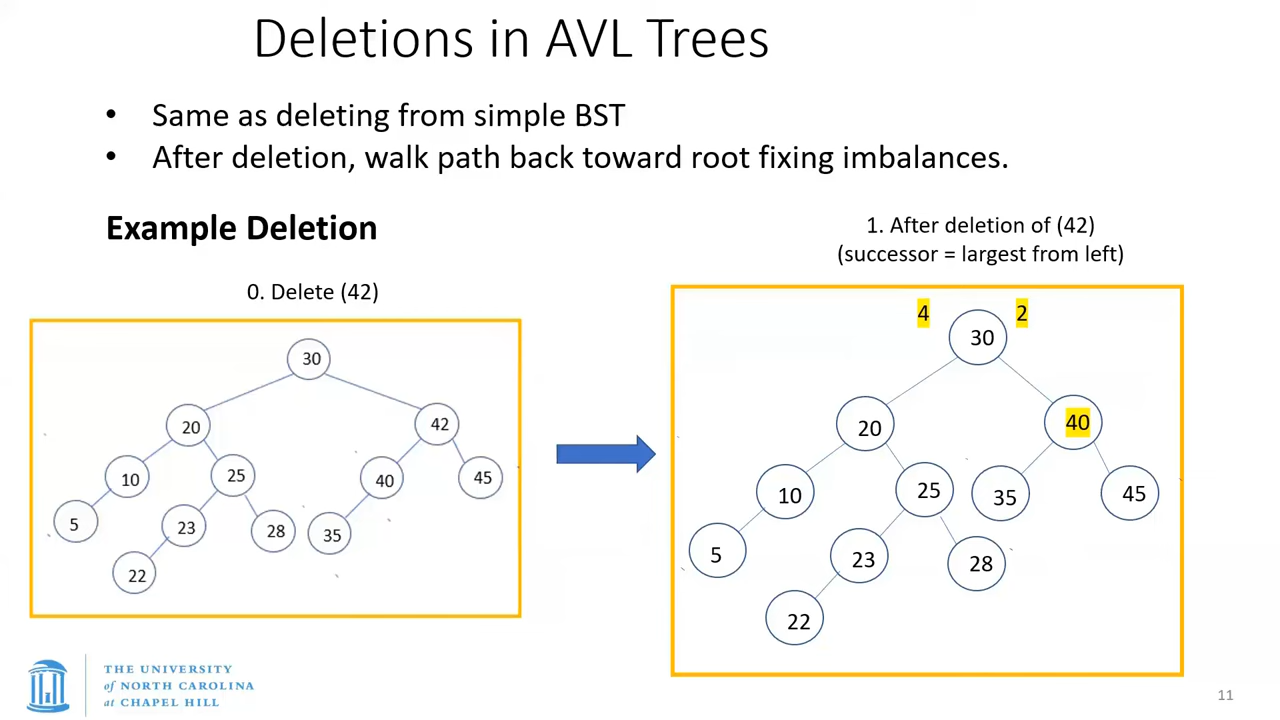 Deletions in AVL Trees
• Same as deleting from simple BST
• After deletion, walk path back toward root fixing imbalances.
Example Deletion
0. Delete (42)
30
20 42
10 25 40 45
5 23 28 35
22
1. After deletion of (42)
(successor = largest from left)
4 2
30
20 40
10 25 35 45
5 23 28
22
THE UNIVERSITY
of NORTH CAROLINA
at CHAPEL HILL
11